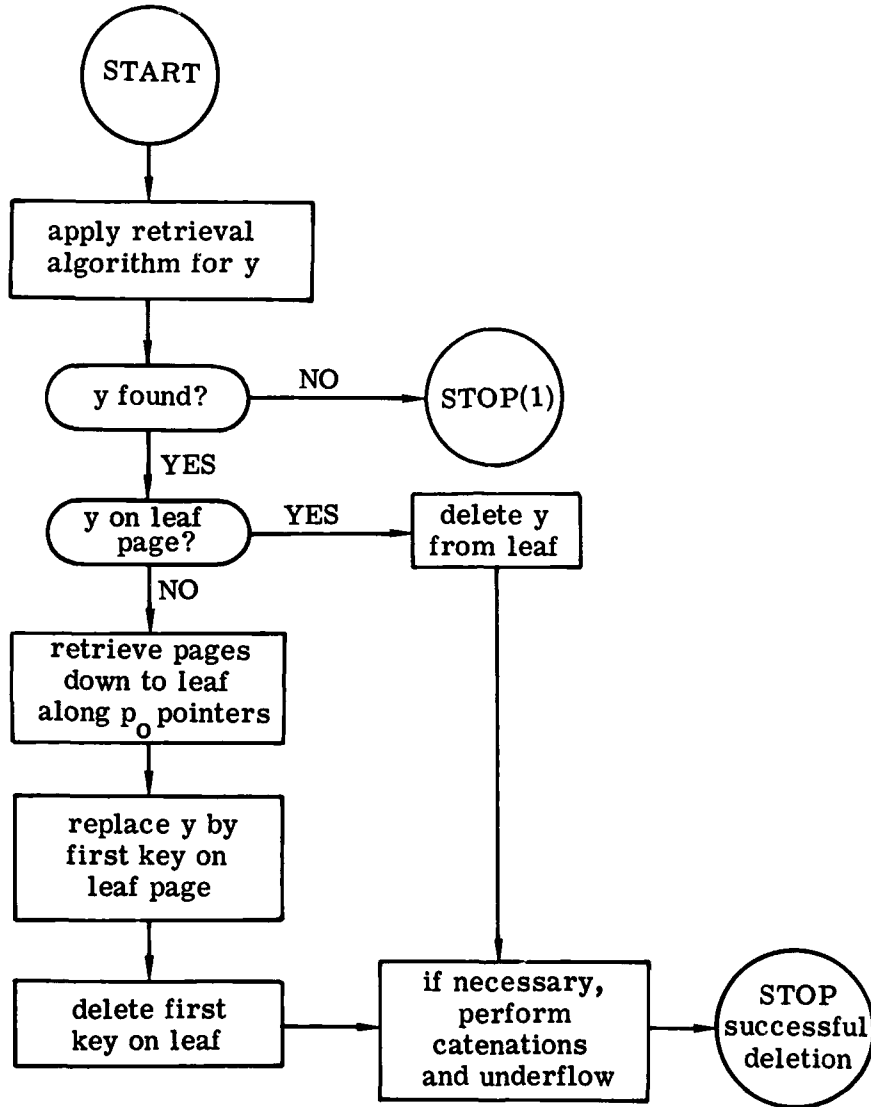 START
apply retrieval
algorithm for y
y found?
NO
STOP(1)
YES
y on leaf
page?
YES
delete y
from leaf
NO
retrieve pages
down to leaf
along p_o pointers
replace y by
first key on
leaf page
delete first
key on leaf
if necessary,
perform
catenations
and underflow
STOP
successful
deletion